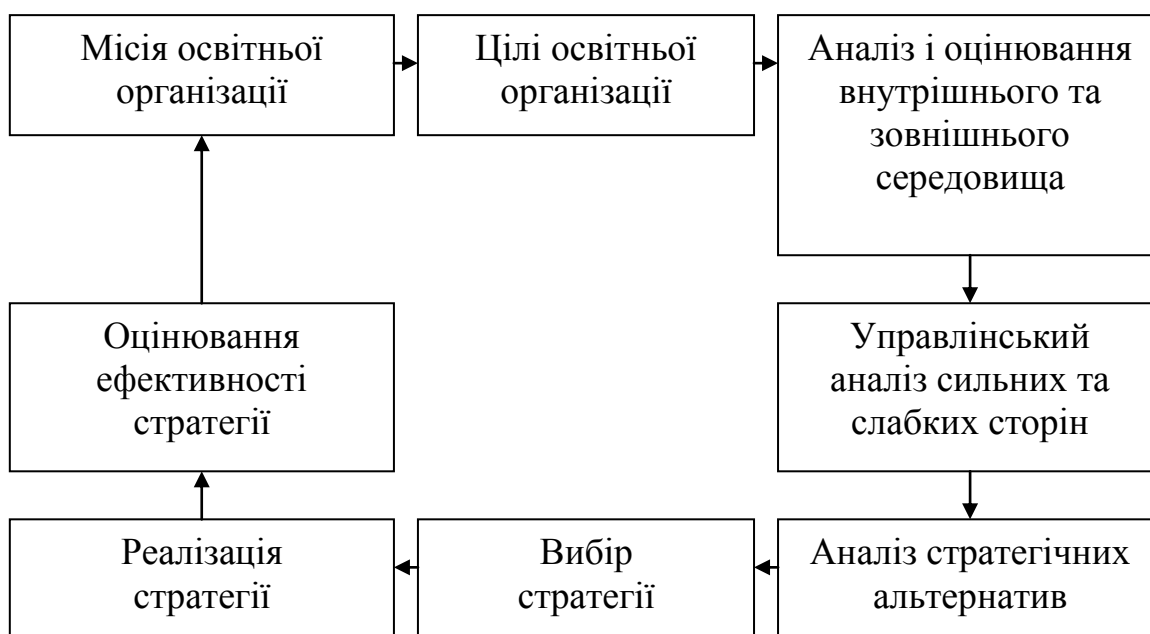 Місія освітньої
організації
Цілі освітньої
організації
Аналіз і оцінювання
внутрішнього та
зовнішнього
середовища
Управлінський
аналіз сильних та
слабких сторін
Аналіз стратегічних
альтернатив
Вибір
стратегії
Реалізація
стратегії
Оцінювання
ефективності
стратегії